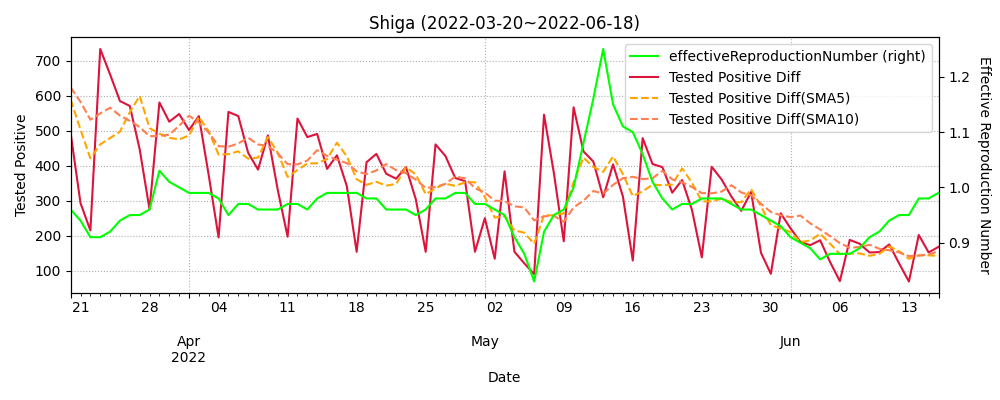 Shiga (2022-03-20~2022-06-18)
effectiveReproductionNumber (right)
Tested Positive Diff
Tested Positive Diff(SMA5)
Tested Positive Diff(SMA10)
Tested Positive
700
600
500
400
300
200
100
1.2
1.1
1.0
0.9
Effective Reproduction Number
21 28 04 11 18 25 02 09 16 23 30 06 13
Apr May Jun
2022
Date